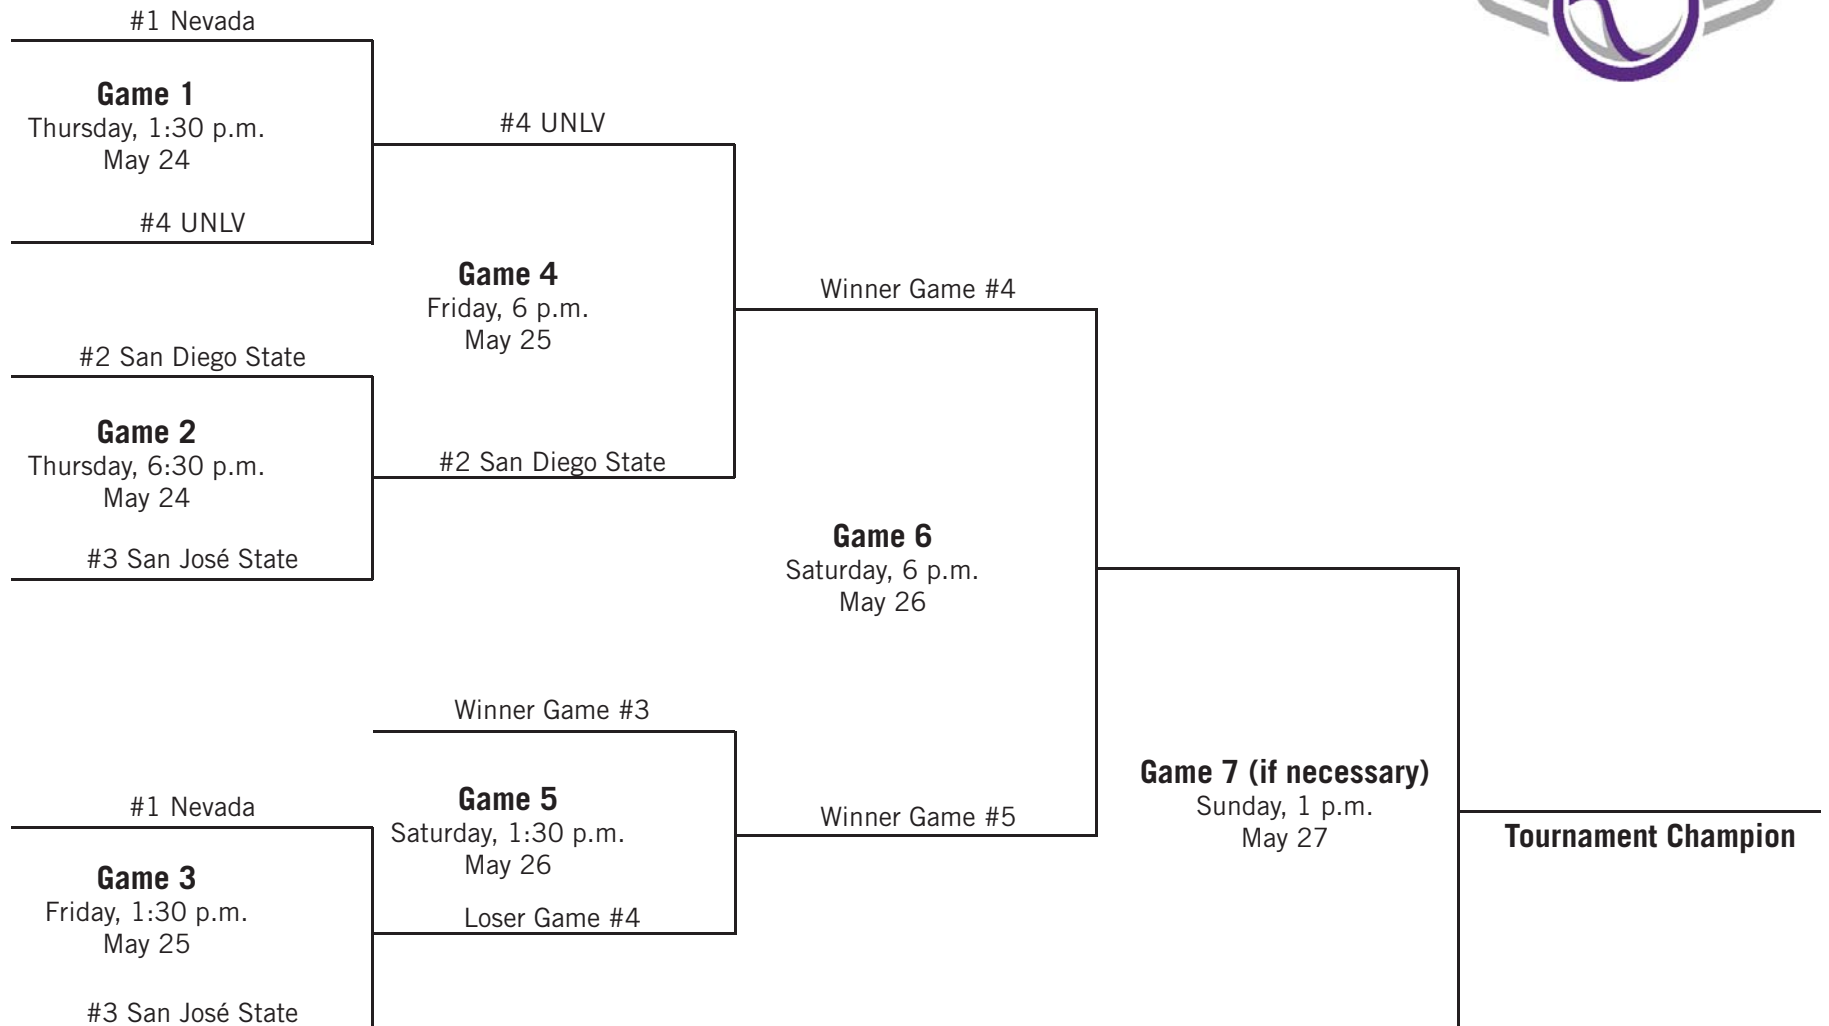 #1 Nevada
Game 1
Thursday, 1:30 p.m.
May 24
#4 UNLV
#4 UNLV
Game 4
Friday, 6 p.m.
May 25
Winner Game #4
#2 San Diego State
Game 2
Thursday, 6:30 p.m.
May 24
#2 San Diego State
#3 San José State
Game 6
Saturday, 6 p.m.
May 26
Winner Game #3
Game 5
Saturday, 1:30 p.m.
May 26
Loser Game #4
Winner Game #5
#1 Nevada
Game 3
Friday, 1:30 p.m.
May 25
#3 San José State
Game 7 (if necessary)
Sunday, 1 p.m.
May 27
Tournament Champion